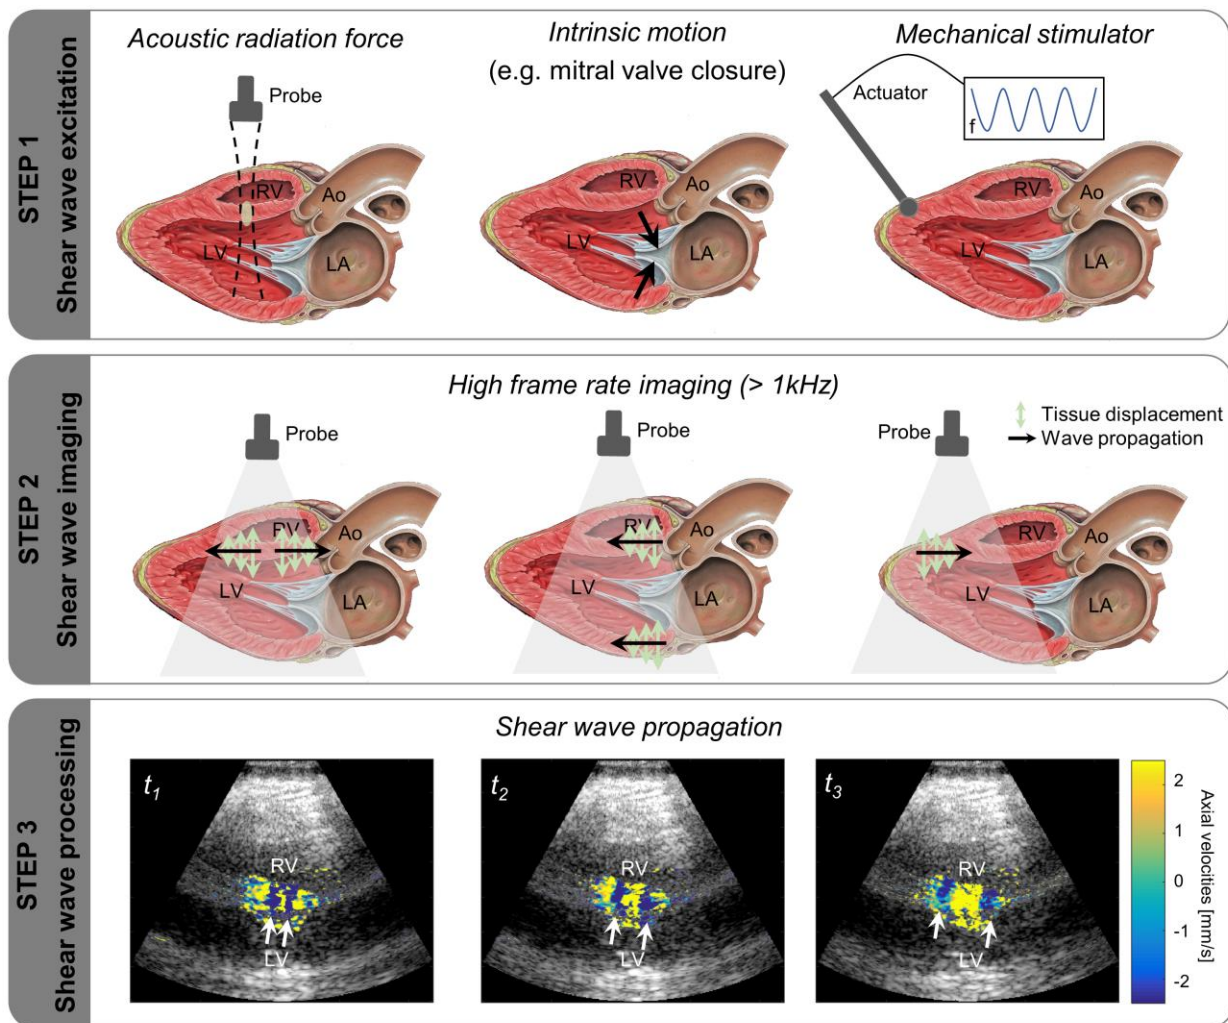 STEP 1
Shear wave excitation
Acoustic radiation force
Probe
RV
Ao
LV
LA
Intrinsic motion
(e.g. mitral valve closure)
RV
Ao
LV
LA
Mechanical stimulator
Actuator
f
RV
Ao
LV
LA
STEP 2
Shear wave imaging
High frame rate imaging (> 1kHz)
Tissue displacement
Wave propagation
Probe
RV
Ao
LV
LA
Probe
RV
Ao
LV
LA
Probe
RV
Ao
LV
LA
STEP 3
Shear wave processing
Shear wave propagation
t1
RV
LV
t2
RV
LV
t3
RV
LV
2
1
0
-1
-2
Axial velocities [mm/s]